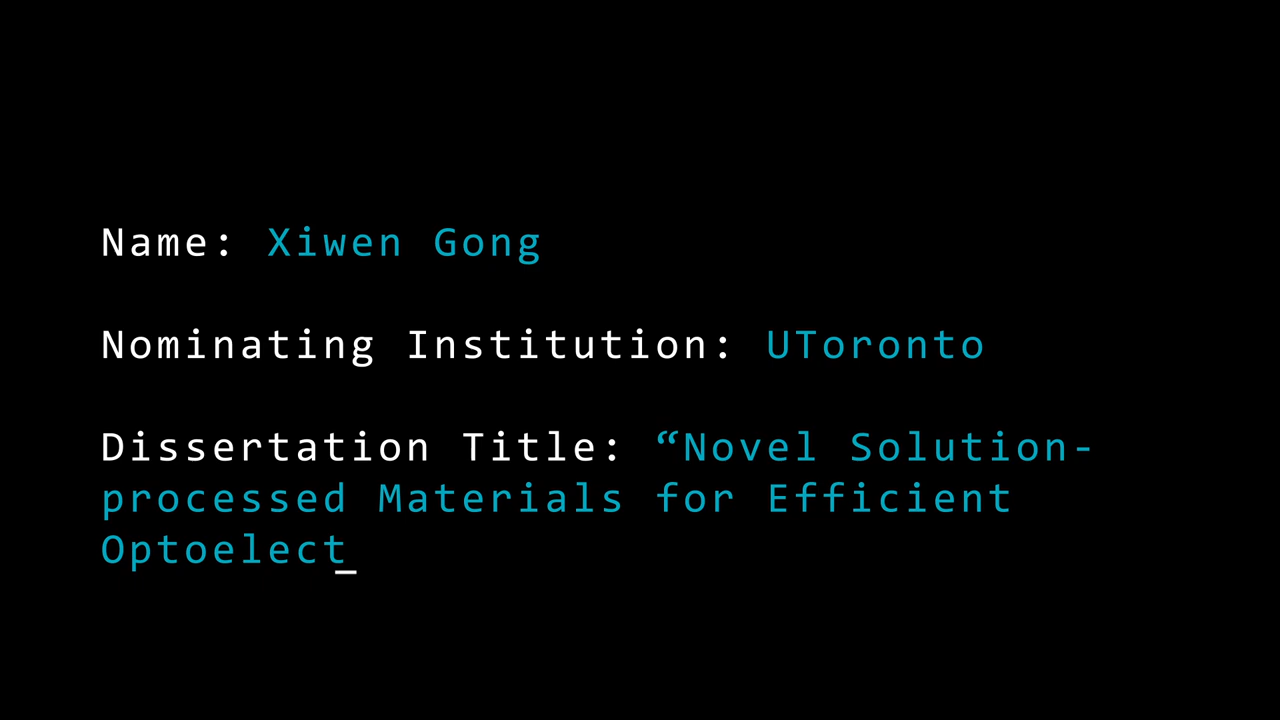 Name: Xiwen Gong
Nominating Institution: UToronto
Dissertation Title: “Novel Solution-
processed Materials for Efficient
Optoelect_